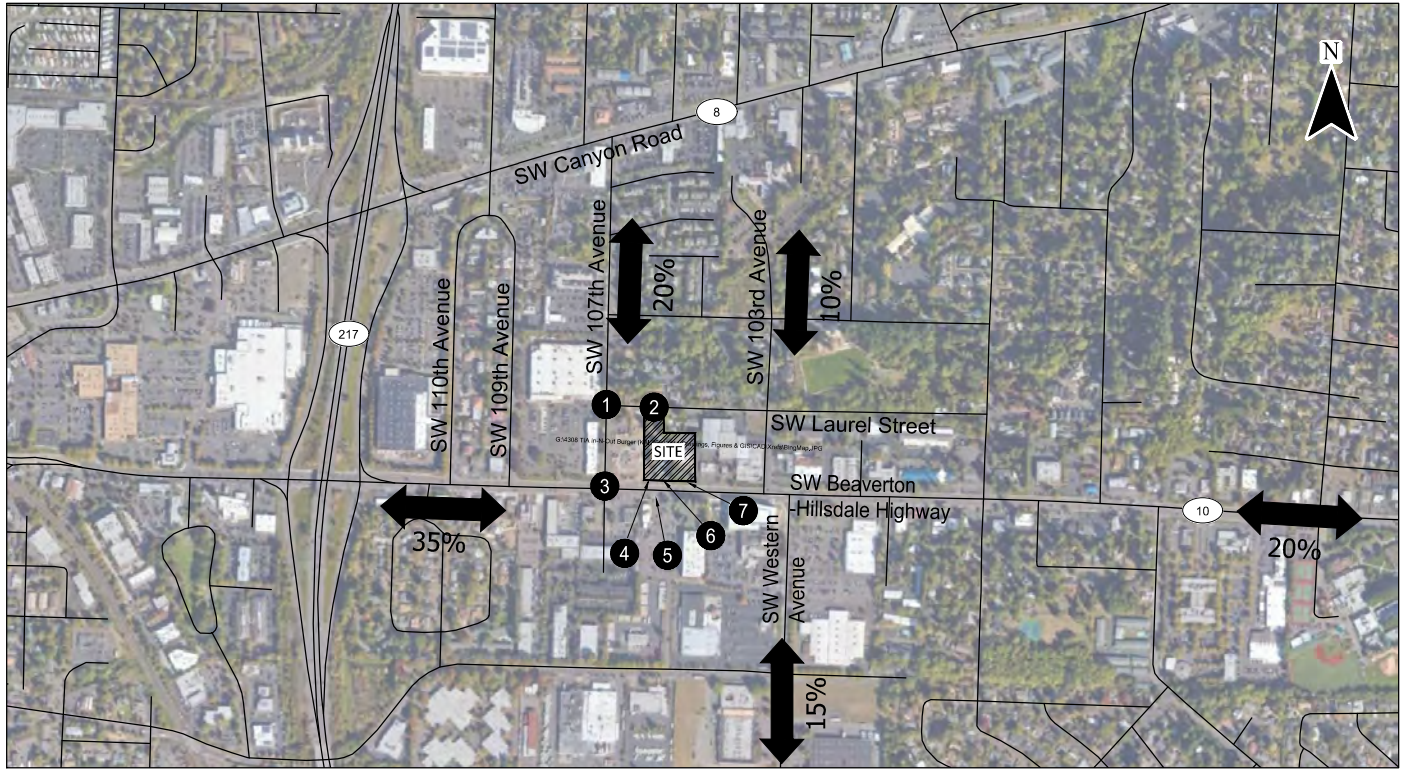 N
8
SW Canyon Road
SW 107th Avenue
20%
SW 103rd Avenue
10%
217
SW 110th Avenue
SW 109th Avenue
1
2
SW Laurel Street
SITE
3
SW Beaverton
-Hillsdale Highway
10
35%
20%
4
5
6
7
SW Western
Avenue
15%